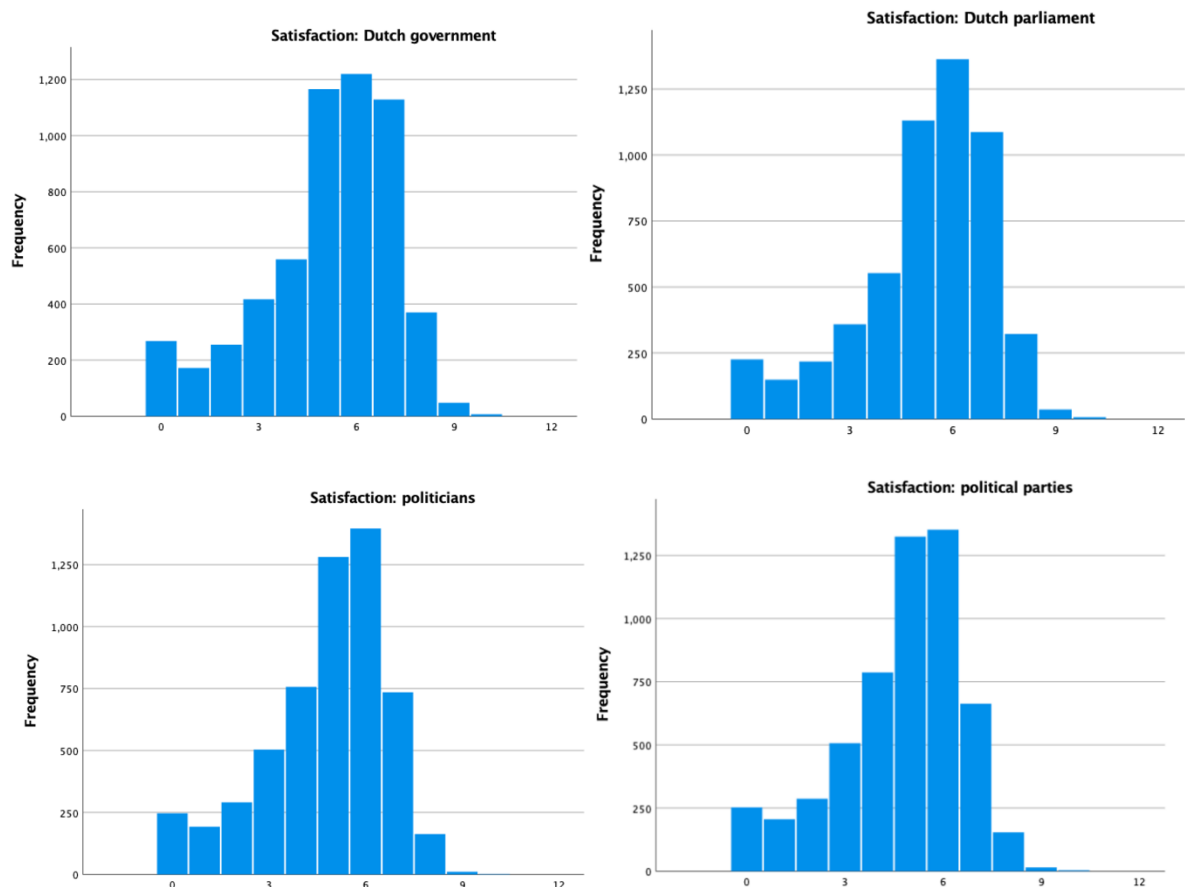 Satisfaction: Dutch government
Frequency
1,200
1,000
800
600
400
200
0
0 3 6 9 12
Satisfaction: Dutch parliament
Frequency
1,250
1,000
750
500
250
0
0 3 6 9 12
Satisfaction: politicians
Frequency
1,250
1,000
750
500
250
0
0 3 6 9 12
Satisfaction: political parties
Frequency
1,250
1,000
750
500
250
0
0 3 6 9 12